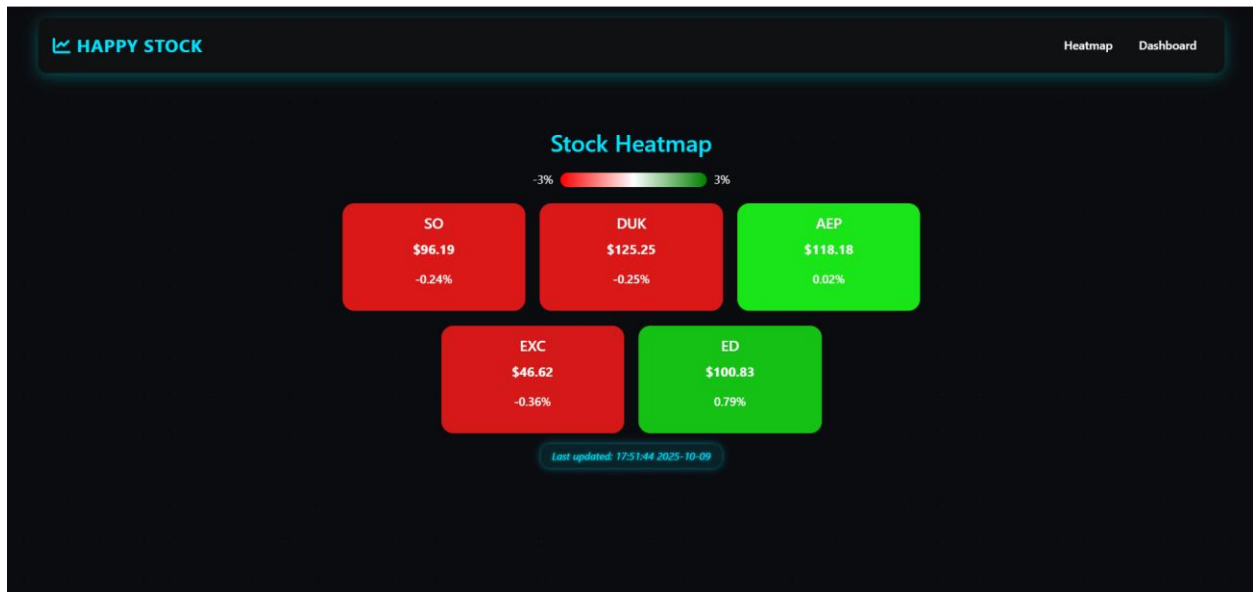 HAPPY STOCK
Heatmap Dashboard
Stock Heatmap
-3% 3%
SO
$96.19
-0.24%
DUK
$125.25
-0.25%
AEP
$118.18
0.02%
EXC
$46.62
-0.36%
ED
$100.83
0.79%
Last updated: 17:51:44 2025-10-09